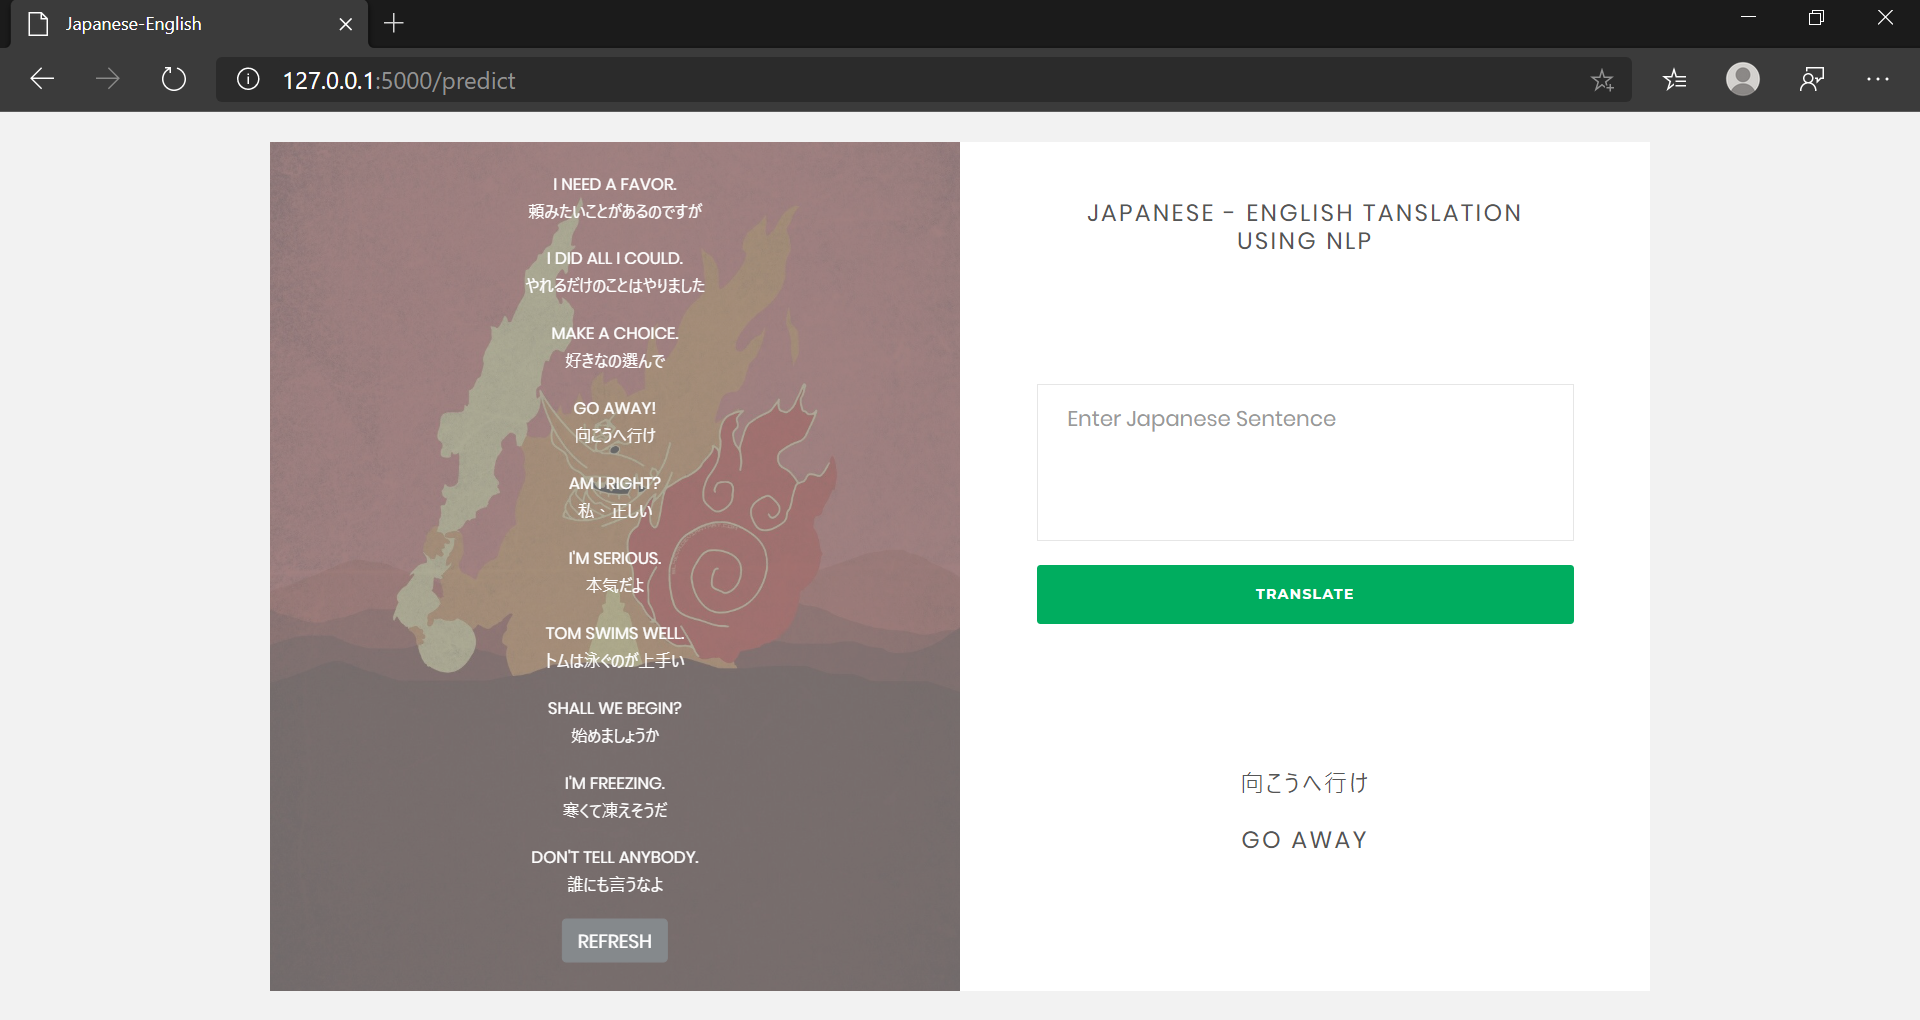 Japanese-English
127.0.0.1:5000/predict
I NEED A FAVOR.
頼みたいことがあるのですが
I DID ALL I COULD.
やれるだけのことはやりました
MAKE A CHOICE.
好きなの選んで
GO AWAY!
向こうへ行け
AM I RIGHT?
私、正しい
I'M SERIOUS.
本気だよ
TOM SWIMS WELL.
トムは泳ぐのが上手い
SHALL WE BEGIN?
始めましょうか
I'M FREEZING.
寒くて凍えそうだ
DON'T TELL ANYBODY.
誰にも言うなよ
REFRESH
JAPANESE - ENGLISH TANSLATION
USING NLP
Enter Japanese Sentence
TRANSLATE
向こうへ行け
GO AWAY